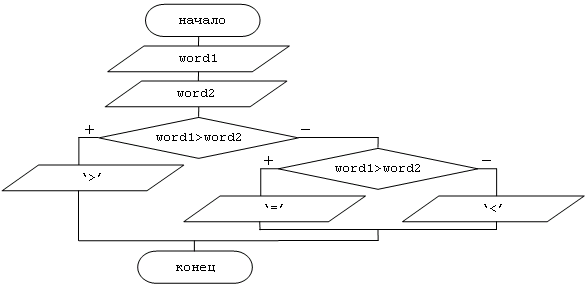 начало
word1
word2
+
word1>word2
−
'>'
+
word1>word2
−
'='
'<'
конец